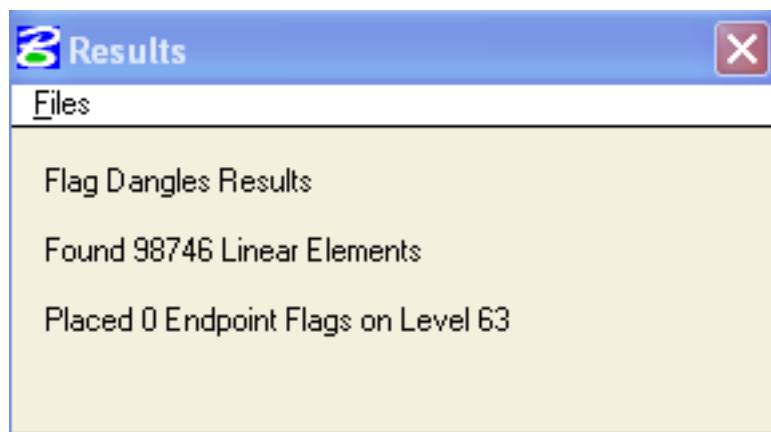 Results
Files
Flag Dangles Results
Found 98746 Linear Elements
Placed 0 Endpoint Flags on Level 63